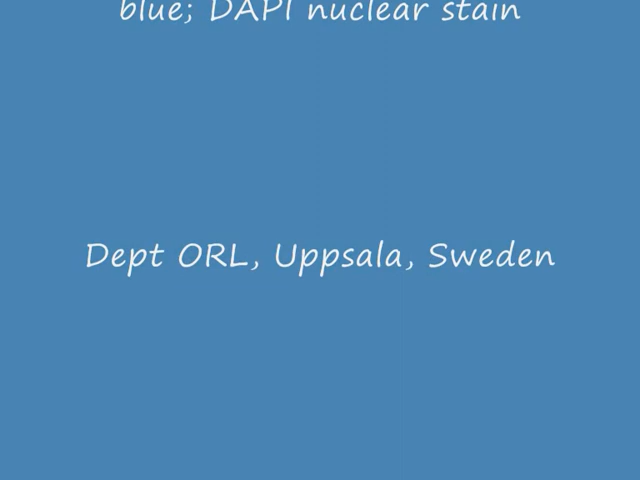 blue; DAPI nuclear stain
Dept ORL, Uppsala, Sweden